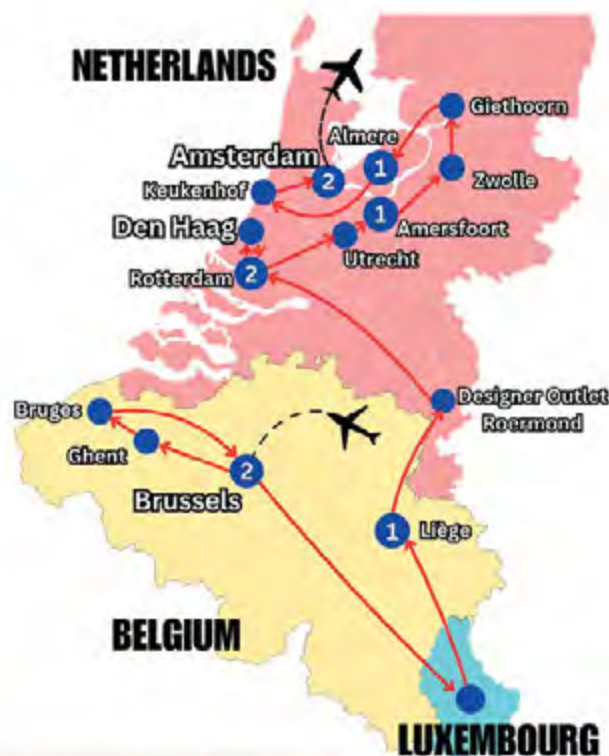 NETHERLANDS
Giethoorn
Almere
1
Amsterdam
2
Zwolle
Keukenhof
1
Den Haag
Amersfoort
Utrecht
Rotterdam
2
Designer Outlet
Roermond
Bruges
Ghent
2
Brussels
1
Liège
BELGIUM
LUXEMBOURG